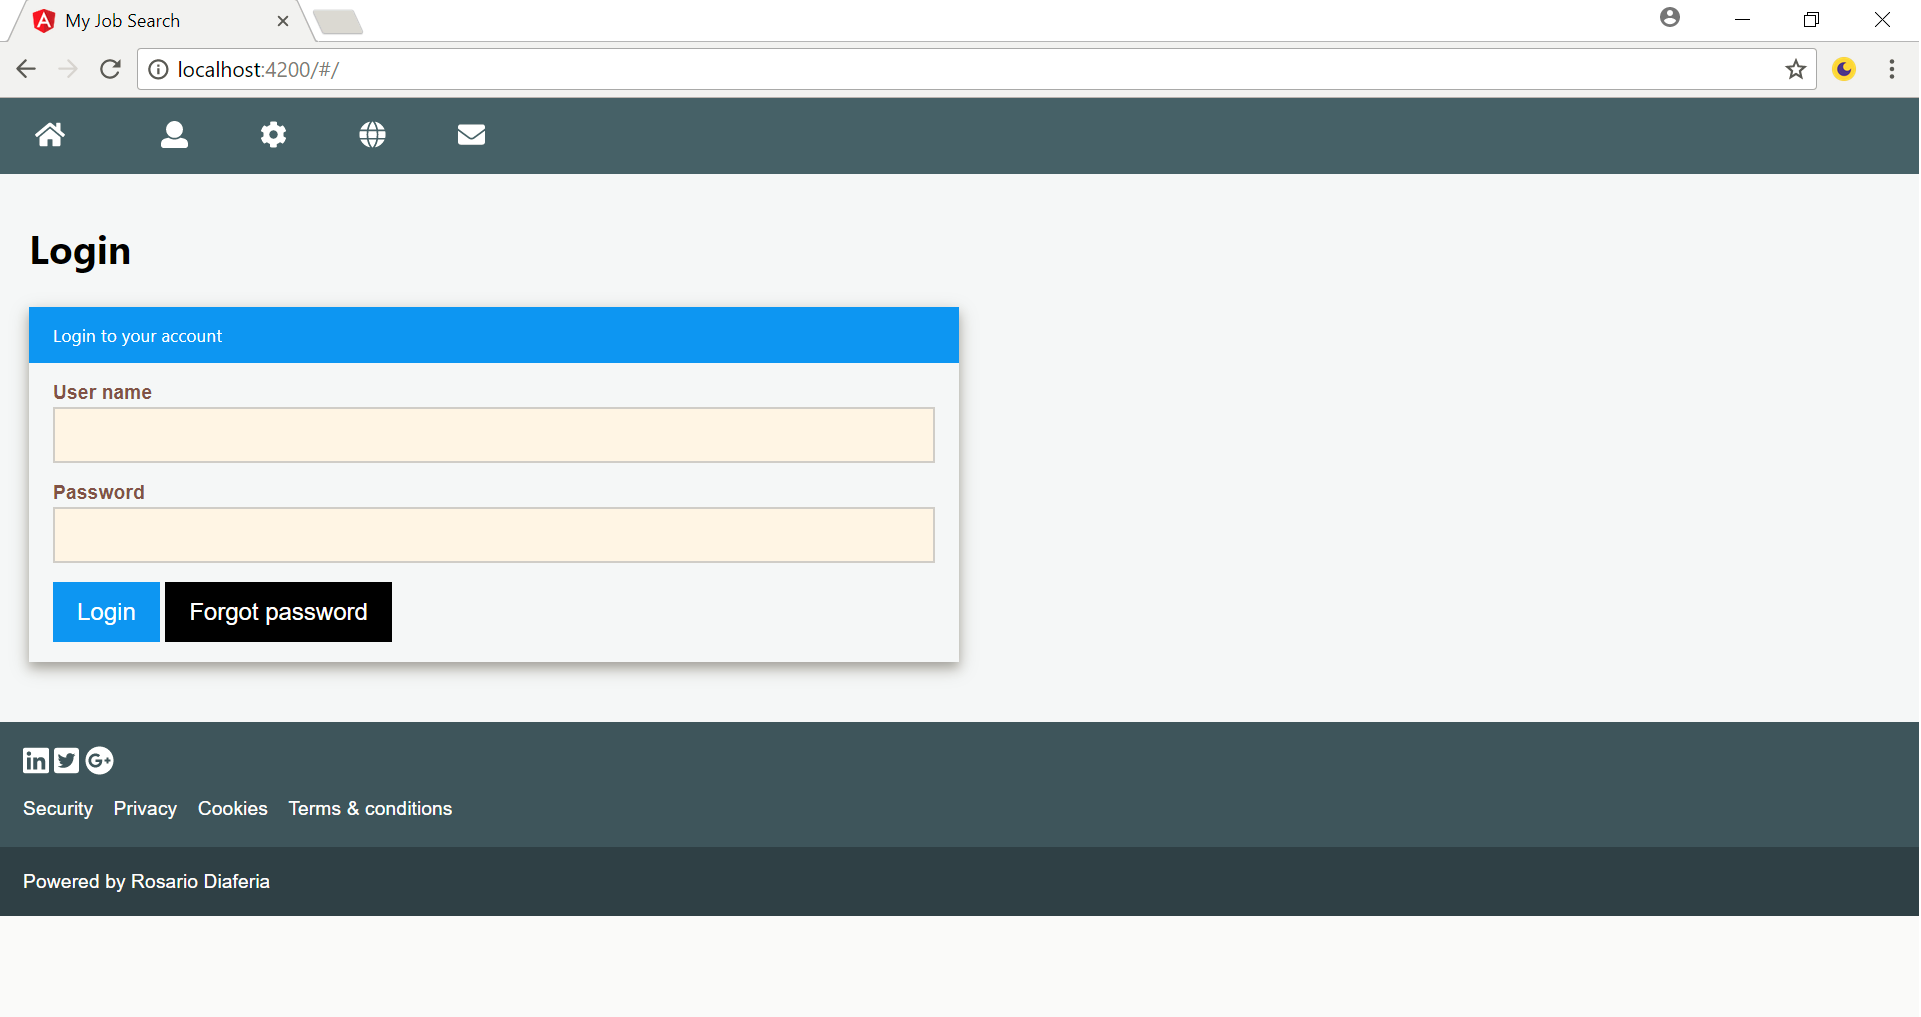 My Job Search
localhost:4200/#/
Login
Login to your account
User name
Password
Login Forgot password
in G+
Security Privacy Cookies Terms & conditions
Powered by Rosario Diaferia